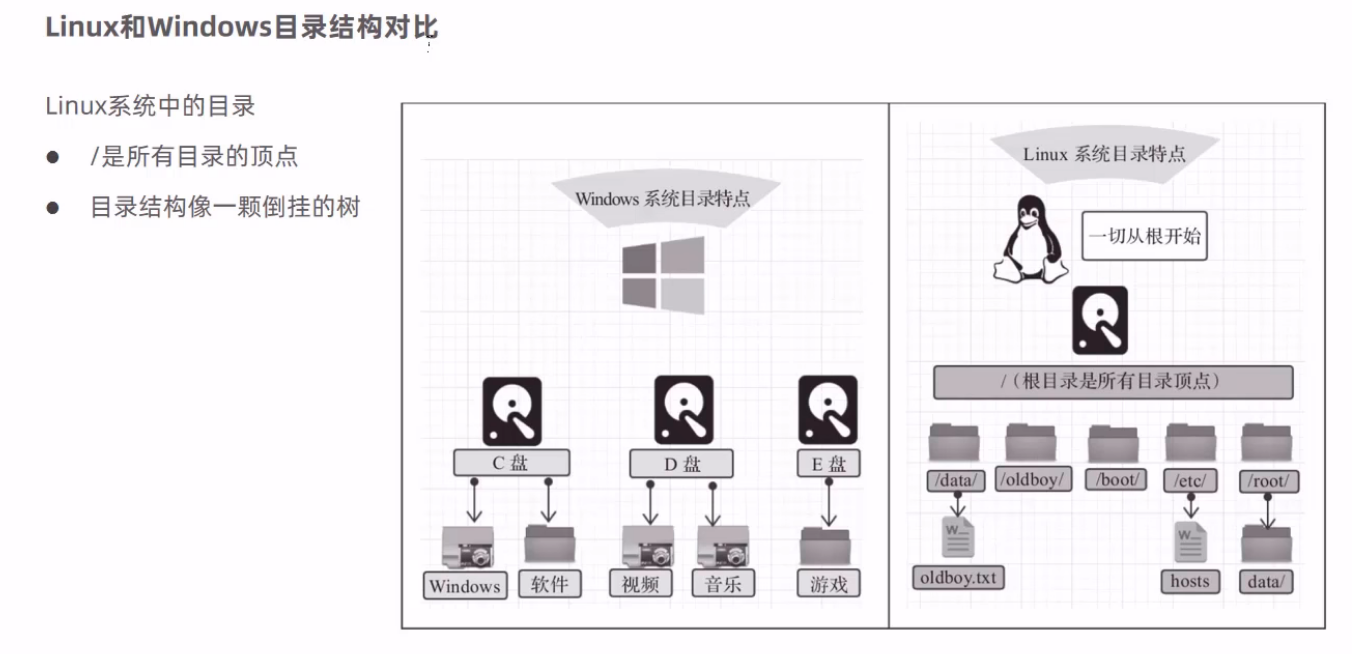 Linux和Windows目录结构对比
Linux系统中的目录
● /是所有目录的顶点
● 目录结构像一颗倒挂的树
Windows 系统目录特点
C 盘
D 盘
E 盘
Windows
软件
视频
音乐
游戏
Linux 系统目录特点
一切从根开始
/（根目录是所有目录顶点）
/data/
/oldboy/
/boot/
/etc/
/root/
W
W
oldboy.txt
hosts
data/